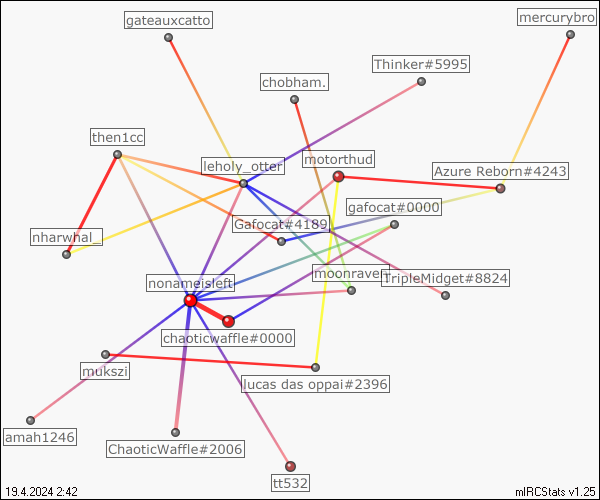 mercurybro
gateauxcatto
Thinker#5995
chobham.
then1cc
motorthud
leholy_otter
Azure Reborn#4243
gafocat#0000
Gafocat#4189
nharwhal_
moonraven
TripleMidget#8824
nonameisleft
chaoticwaffle#0000
mukszi
lucas das oppai#2396
amah1246
ChaoticWaffle#2006
tt532
19.4.2024 2:42
mIRCStats v1.25